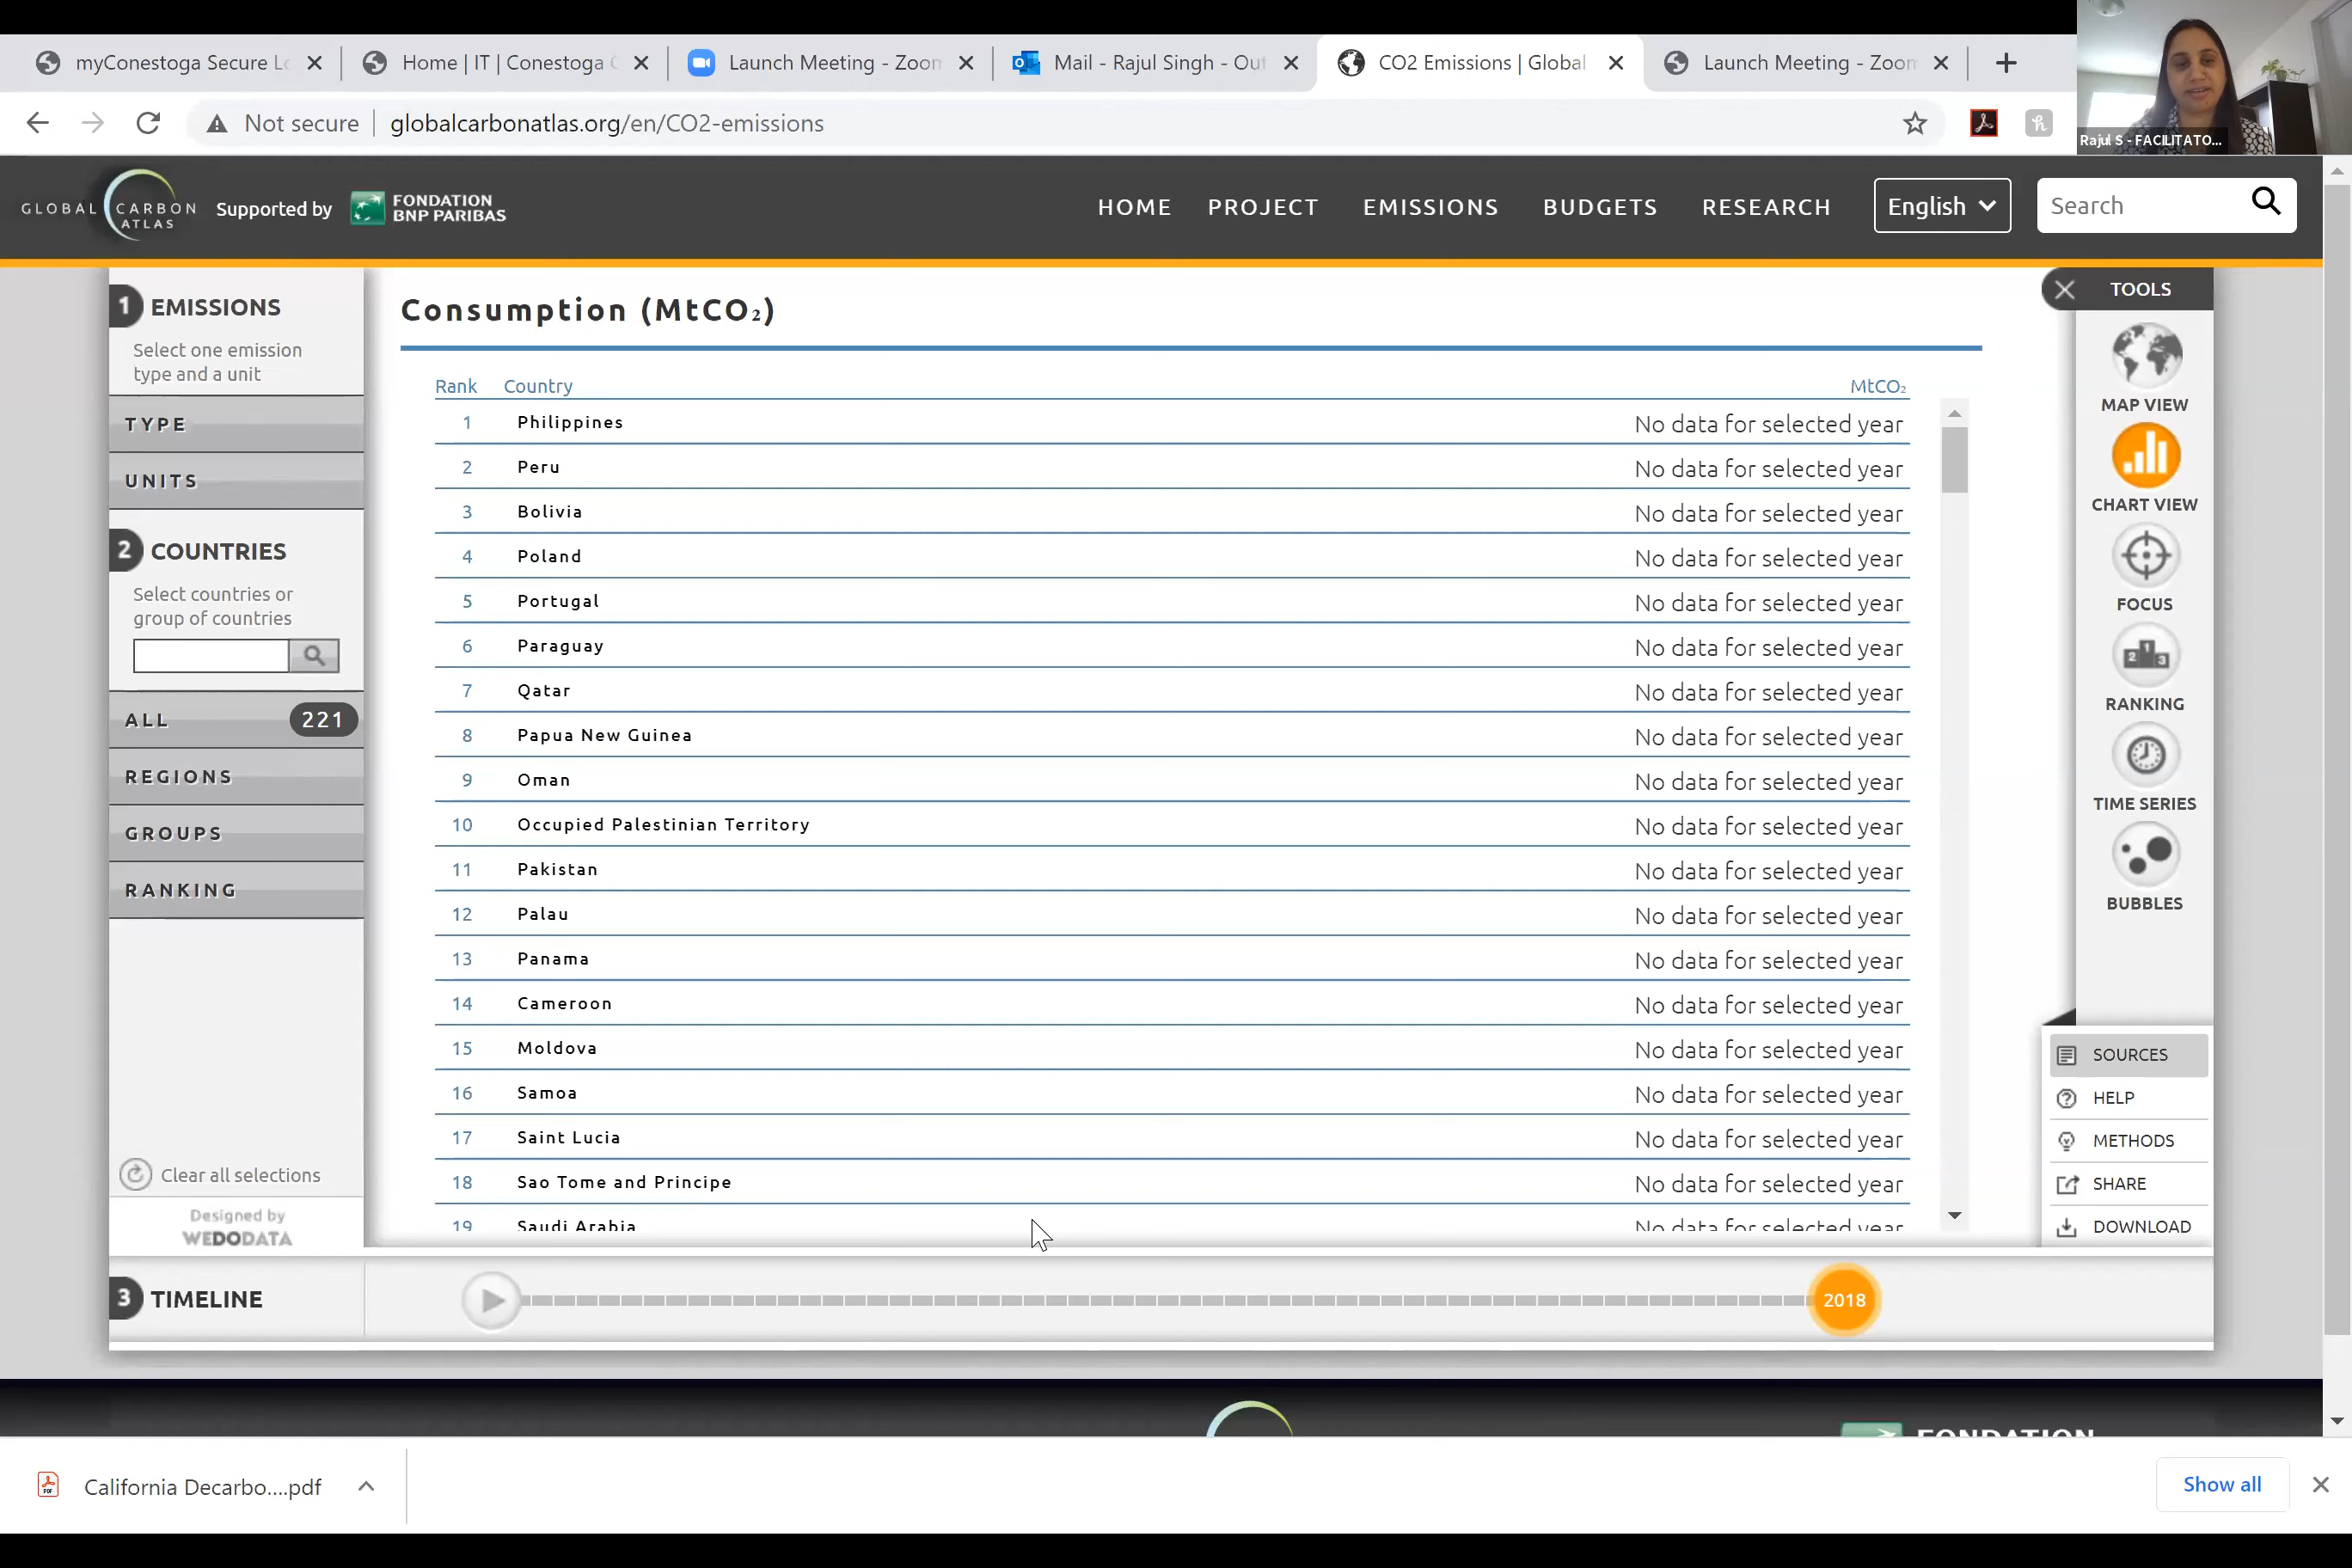 myConestoga Secure Lo
Home | IT | Conestoga C
Launch Meeting - Zoom
Mail - Rajul Singh - Out
CO2 Emissions | Global
Launch Meeting - Zoom
Not secure
globalcarbonatlas.org/en/CO2-emissions
Rajul S - FACILITATO...
GLOBAL CARBON ATLAS
Supported by
FONDATION
BNP PARIBAS
HOME
PROJECT
EMISSIONS
BUDGETS
RESEARCH
English
Search
1 EMISSIONS
Select one emission
type and a unit
TYPE
UNITS
2 COUNTRIES
Select countries or
group of countries
ALL 221
REGIONS
GROUPS
RANKING
Clear all selections
Designed by
WEDODATA
Consumption (MtCO₂)
Rank Country MtCO₂
1 Philippines No data for selected year
2 Peru No data for selected year
3 Bolivia No data for selected year
4 Poland No data for selected year
5 Portugal No data for selected year
6 Paraguay No data for selected year
7 Qatar No data for selected year
8 Papua New Guinea No data for selected year
9 Oman No data for selected year
10 Occupied Palestinian Territory No data for selected year
11 Pakistan No data for selected year
12 Palau No data for selected year
13 Panama No data for selected year
14 Cameroon No data for selected year
15 Moldova No data for selected year
16 Samoa No data for selected year
17 Saint Lucia No data for selected year
18 Sao Tome and Principe No data for selected year
19 Saudi Arabia No data for selected year
TOOLS
MAP VIEW
CHART VIEW
FOCUS
RANKING
TIME SERIES
BUBBLES
SOURCES
HELP
METHODS
SHARE
DOWNLOAD
3 TIMELINE
2018
FONDATION
California Decarbo....pdf
Show all